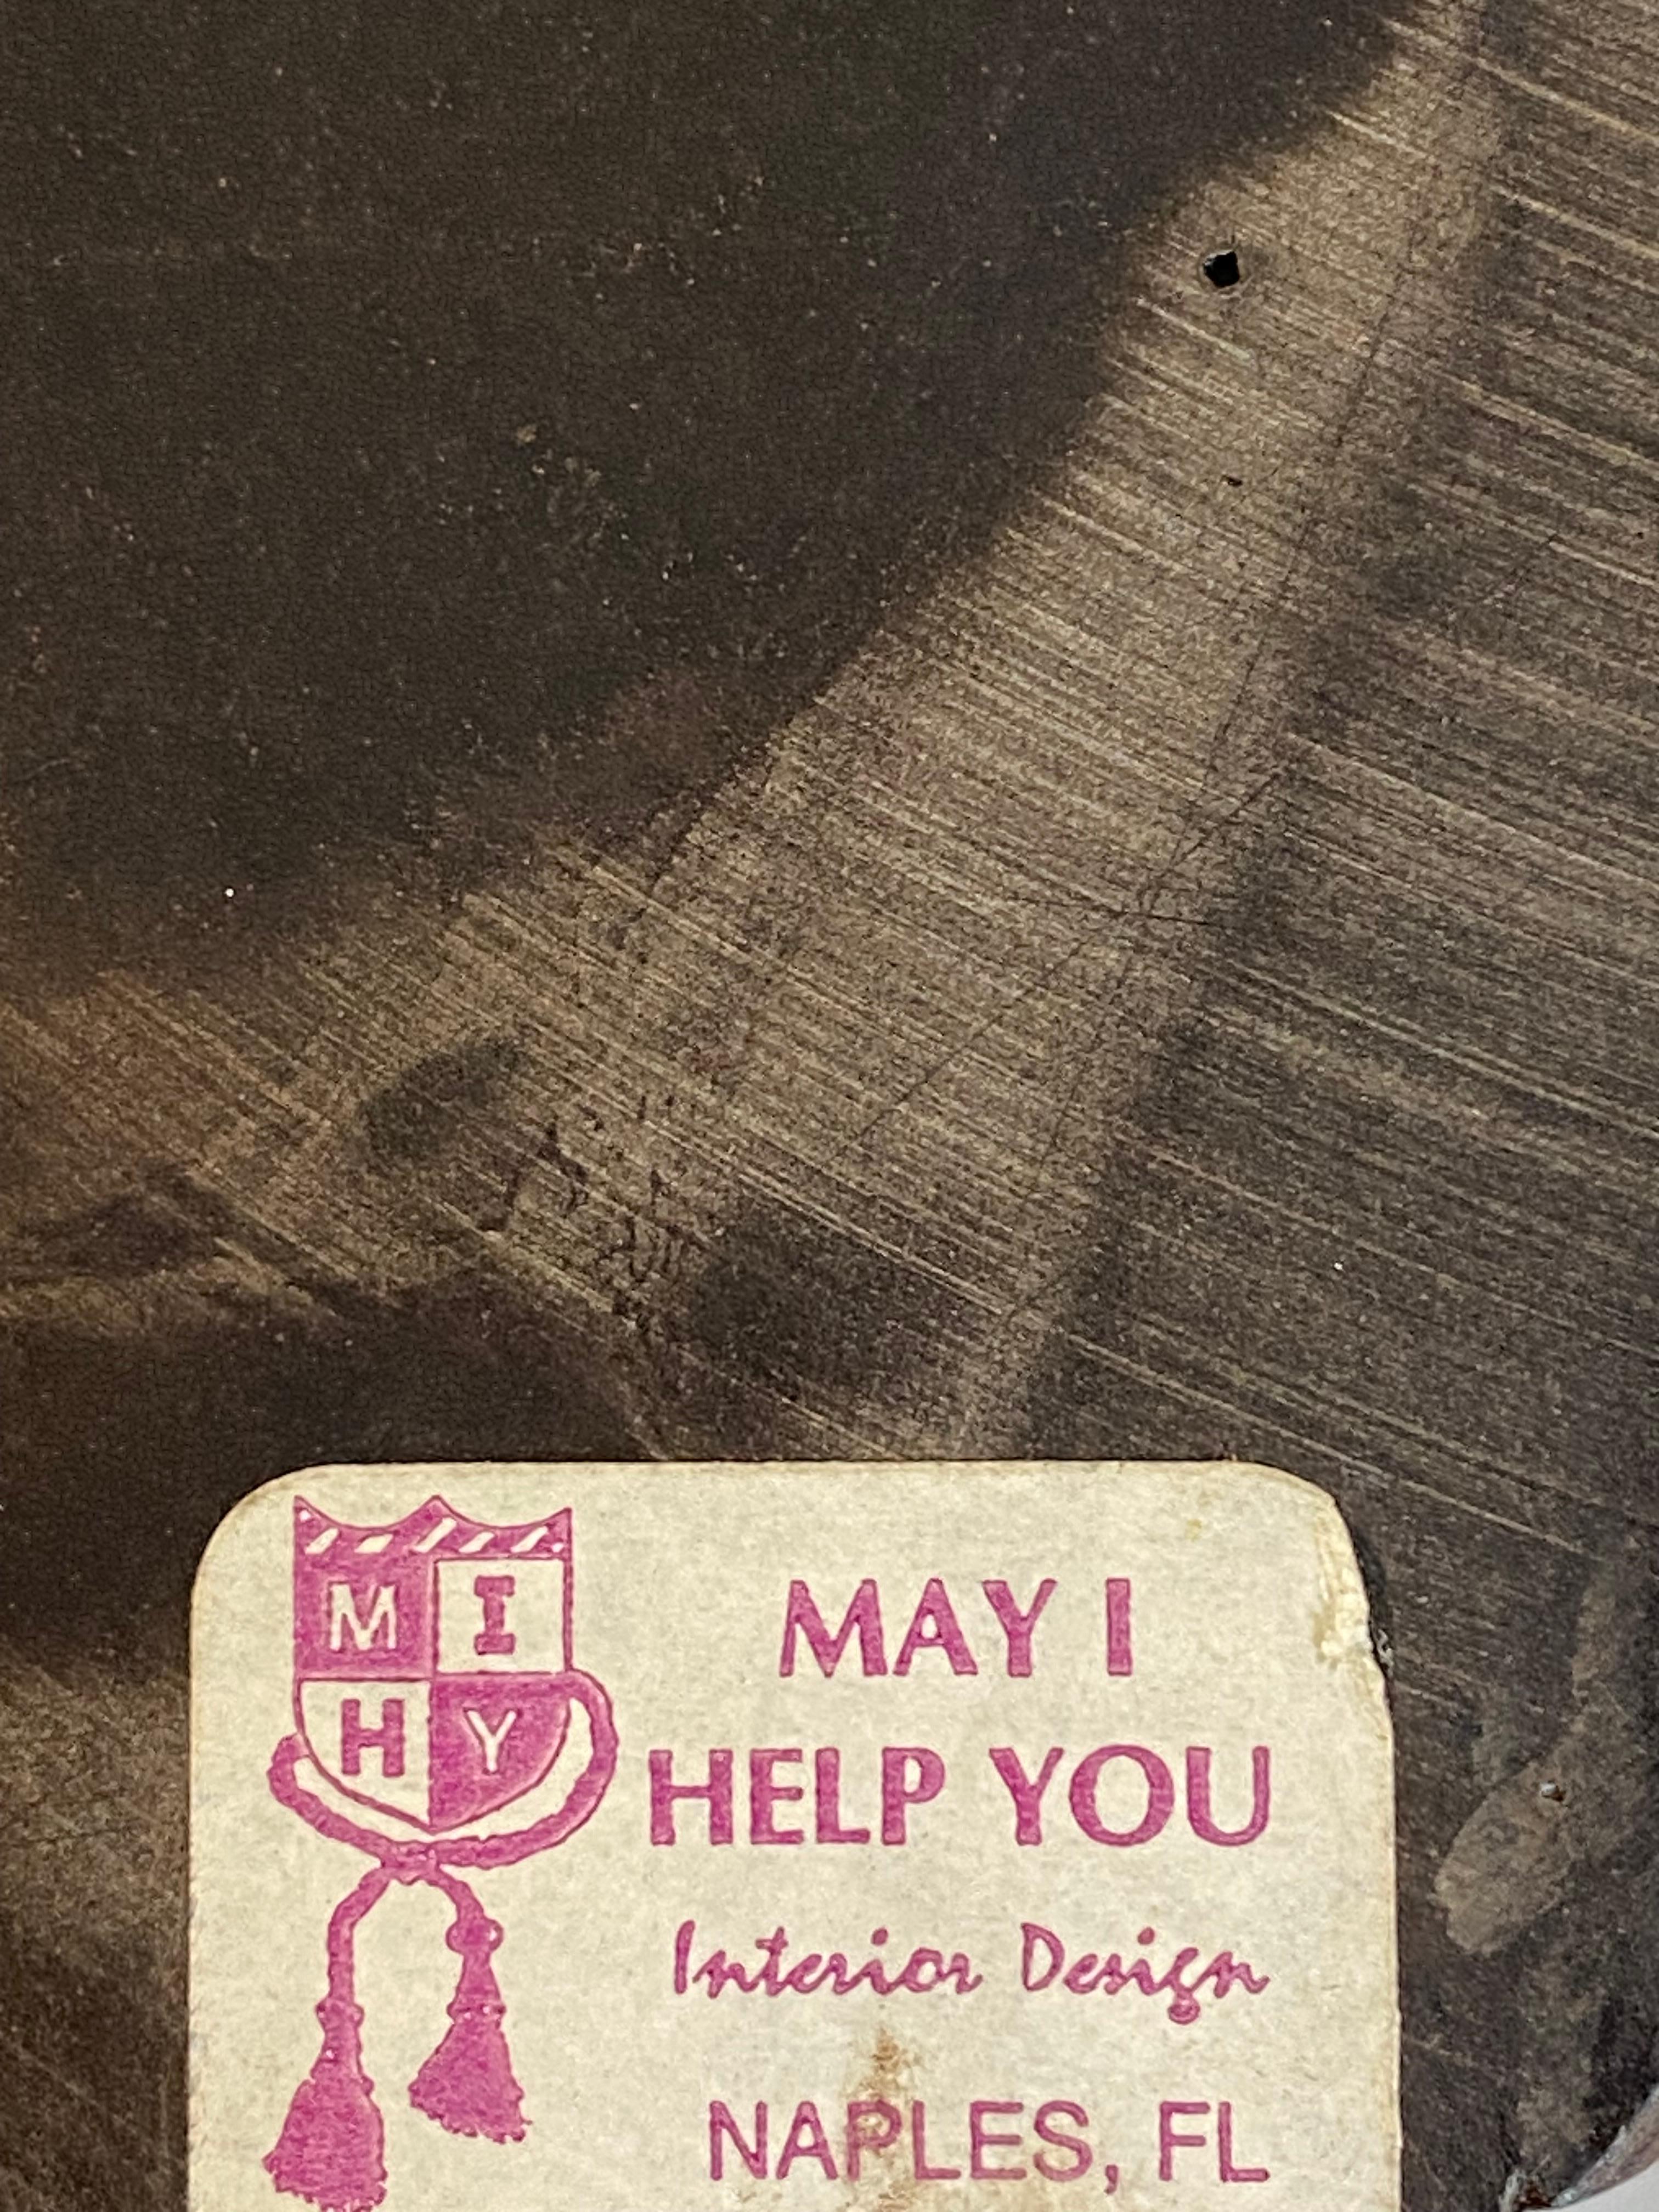 M I
H Y
MAY I
HELP YOU
Interior Design
NAPLES, FL